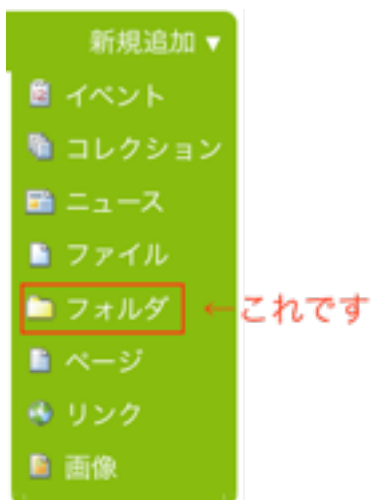 新規追加 ▼
イベント
コレクション
ニュース
ファイル
フォルダ ←これです
ページ
リンク
画像